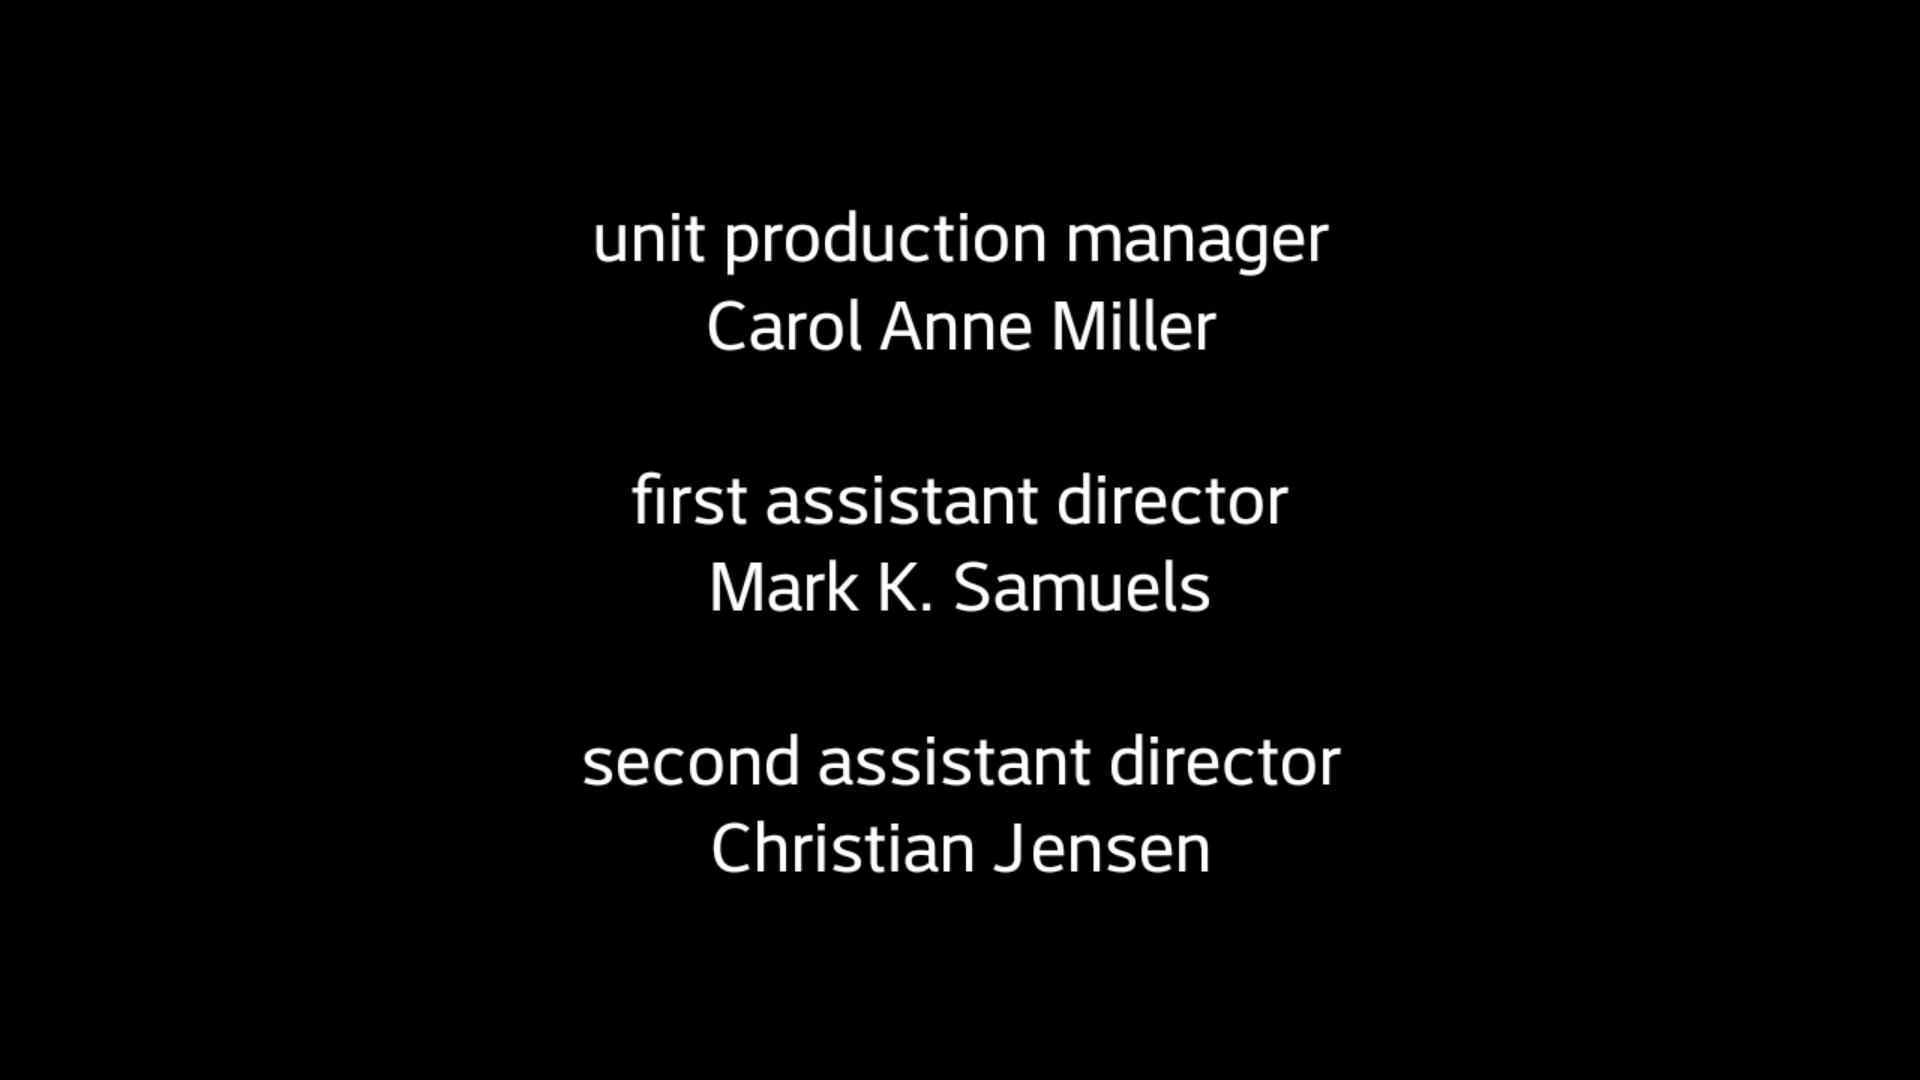 unit production manager
Carol Anne Miller
first assistant director
Mark K. Samuels
second assistant director
Christian Jensen